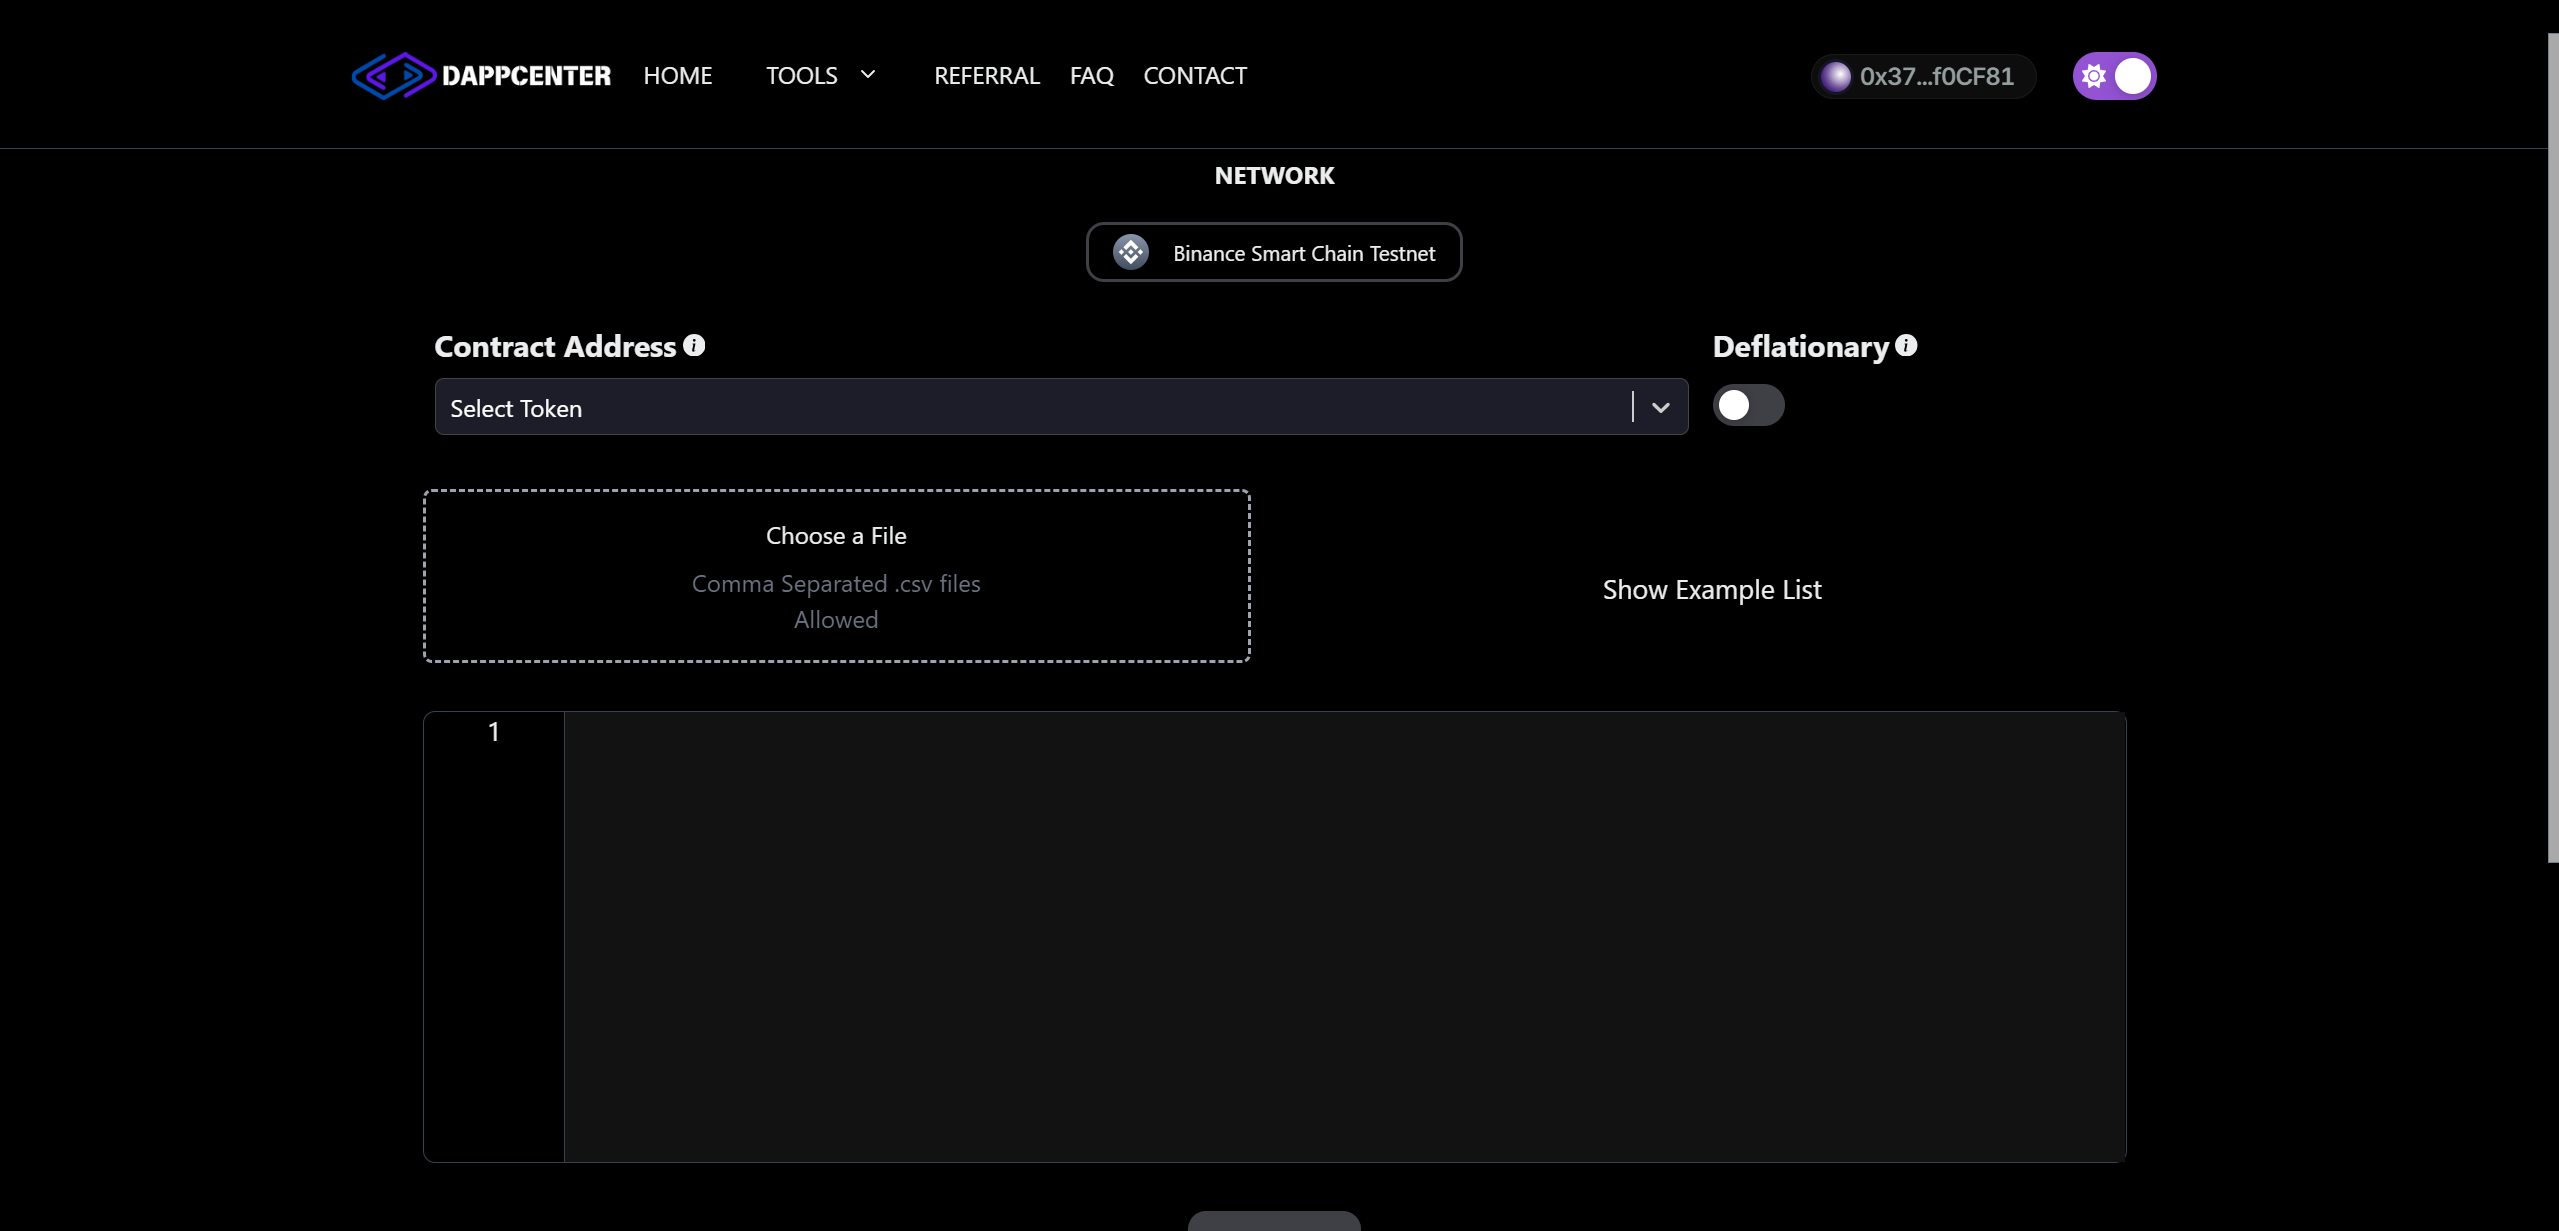 DAPPCENTER HOME TOOLS REFERRAL FAQ CONTACT 0x37...f0CF81
NETWORK
Binance Smart Chain Testnet
Contract Address Deflationary
Select Token
Choose a File
Comma Separated .csv files
Allowed
Show Example List
1